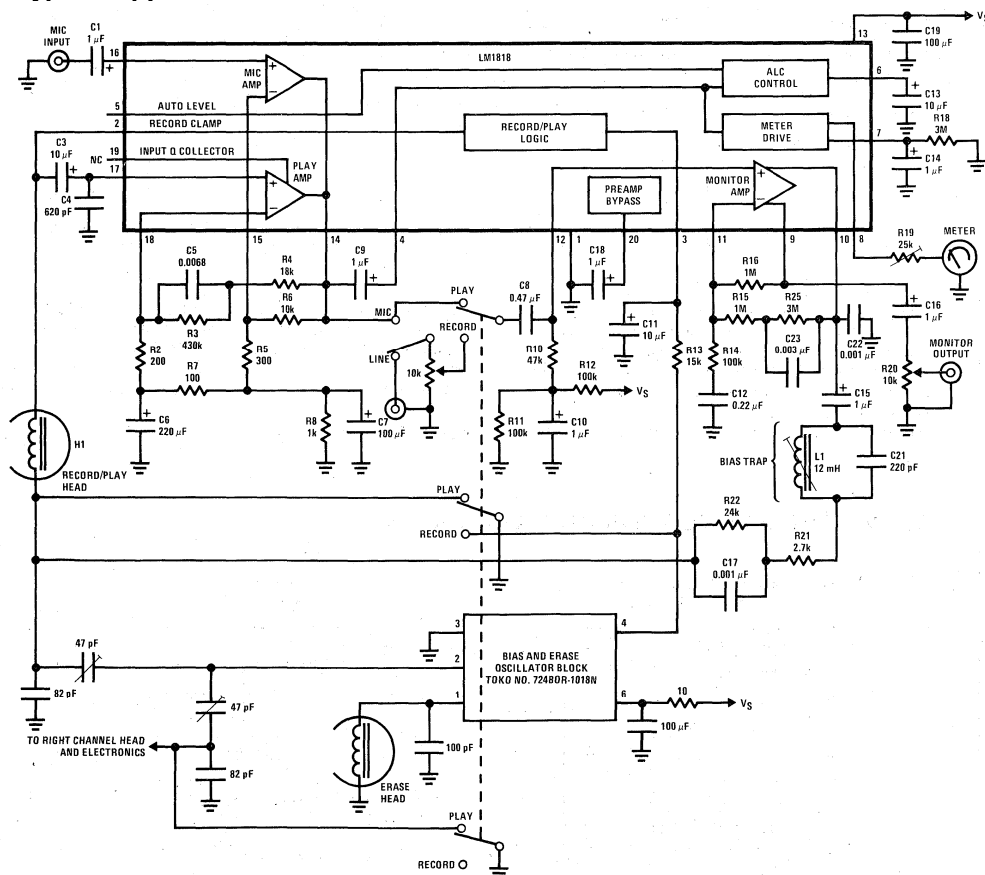 MIC
INPUT
C1
1 μF
+
16
LM1818
13
VS
C19
100 μF
MIC
AMP
+
−
ALC
CONTROL
6
+
C13
10 μF
5
AUTO LEVEL
2
RECORD CLAMP
RECORD/PLAY
LOGIC
METER
DRIVE
7
R18
3M
C3
10 μF
+
NC
19
INPUT Q COLLECTOR
17
PLAY
AMP
+
−
MONITOR
AMP
+
−
+
C14
1 μF
C4
620 pF
PREAMP
BYPASS
18
15
14
4
12
1
20
3
11
9
10
8
R19
25k
METER
C5
0.0068
R4
18k
C9
1 μF
+
C18
1 μF
+
R16
1M
R6
10k
PLAY
C8
0.47 μF
R15
1M
R25
3M
C16
1 μF
+
R3
430k
MIC
RECORD
+
C11
10 μF
C22
0.001 μF
R2
200
R5
300
LINE
10k
R10
47k
R12
100k
R13
15k
R14
100k
C23
0.003 μF
MONITOR
OUTPUT
R7
100
VS
R20
10k
+
C6
220 μF
R8
1k
+
C7
100 μF
R11
100k
+
C10
1 μF
C12
0.22 μF
+
C15
1 μF
H1
RECORD/PLAY
HEAD
BIAS TRAP
L1
12 mH
C21
220 pF
PLAY
R22
24k
RECORD
R21
2.7k
C17
0.001 μF
47 pF
3
4
BIAS AND ERASE
OSCILLATOR BLOCK
TOKO NO. 724BOR-1018N
2
82 pF
47 pF
1
6
10
VS
100 μF
TO RIGHT CHANNEL HEAD
AND ELECTRONICS
100 pF
82 pF
ERASE
HEAD
PLAY
RECORD